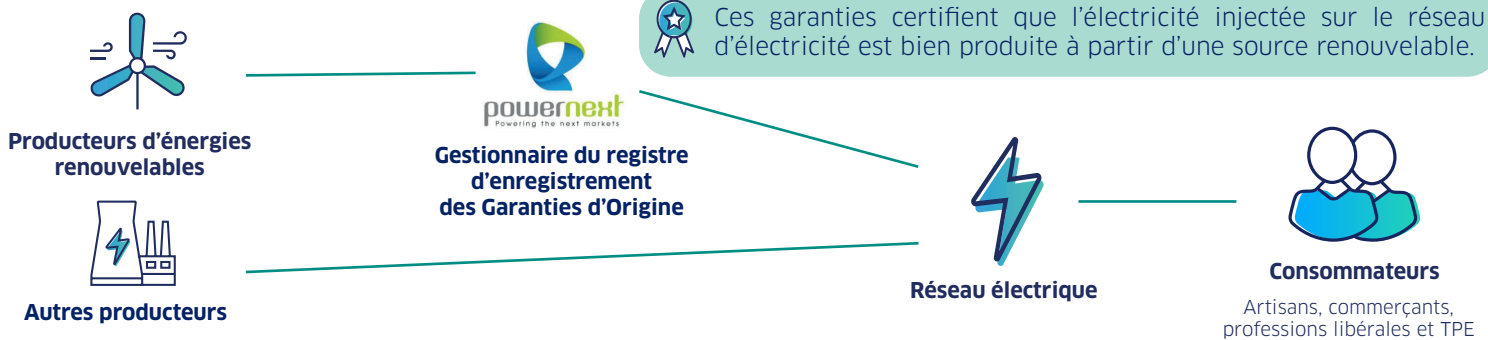 Ces garanties certifient que l'électricité injectée sur le réseau
d'électricité est bien produite à partir d'une source renouvelable.
Producteurs d'énergies
renouvelables
powernext
Powering the next markets
Gestionnaire du registre
d'enregistrement
des Garanties d'Origine
Autres producteurs
Réseau électrique
Consommateurs
Artisans, commerçants,
professions libérales et TPE